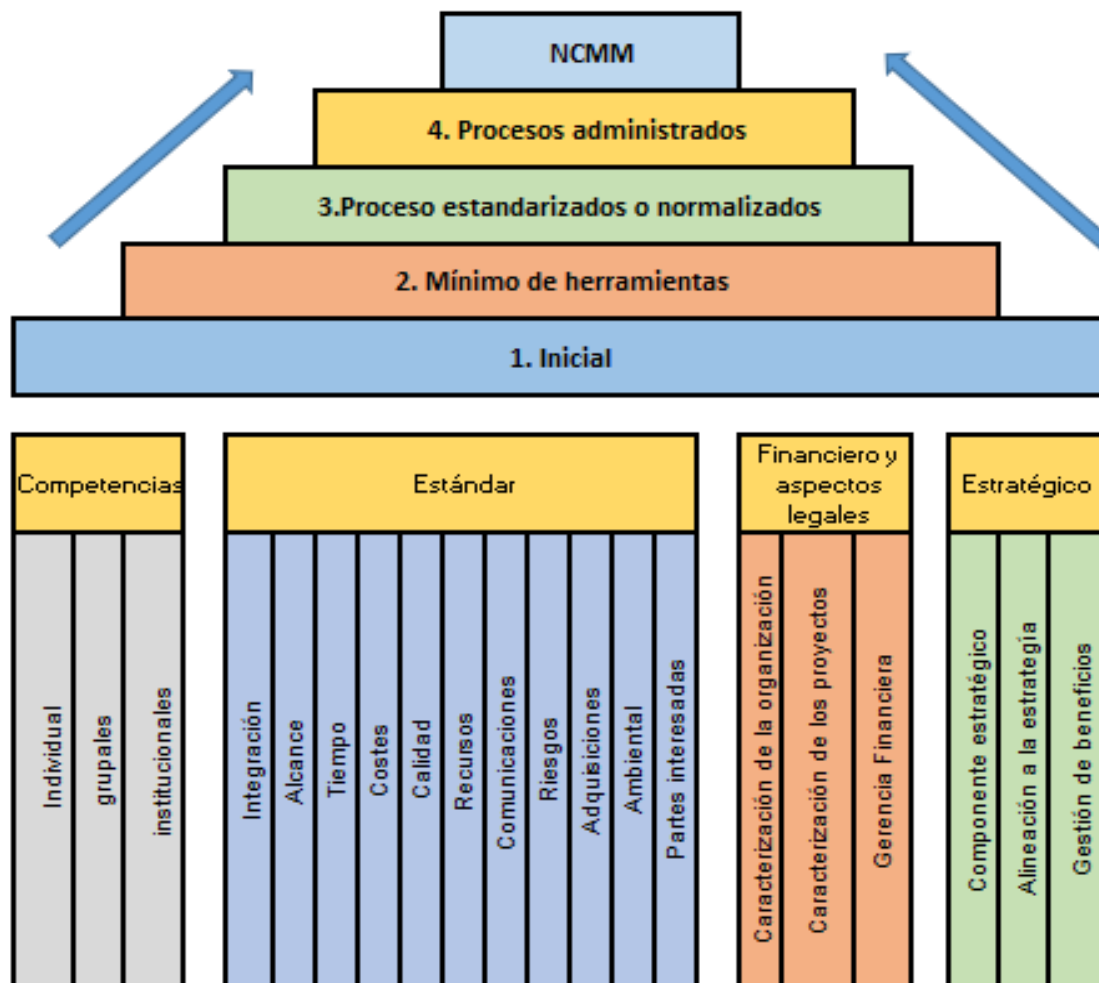 NCMM
4. Procesos administrados
3.Proceso estandarizados o normalizados
2. Mínimo de herramientas
1. Inicial
Competencias
Estándar
Financiero y
aspectos
legales
Estratégico
Individual
grupales
institucionales
Integración
Alcance
Tiempo
Costes
Calidad
Recursos
Comunicaciones
Riesgos
Adquisiciones
Ambiental
Partes interesadas
Caracterización de la organización
Caracterización de los proyectos
Gerencia Financiera
Componente estratégico
Alineación a la estrategia
Gestión de beneficios